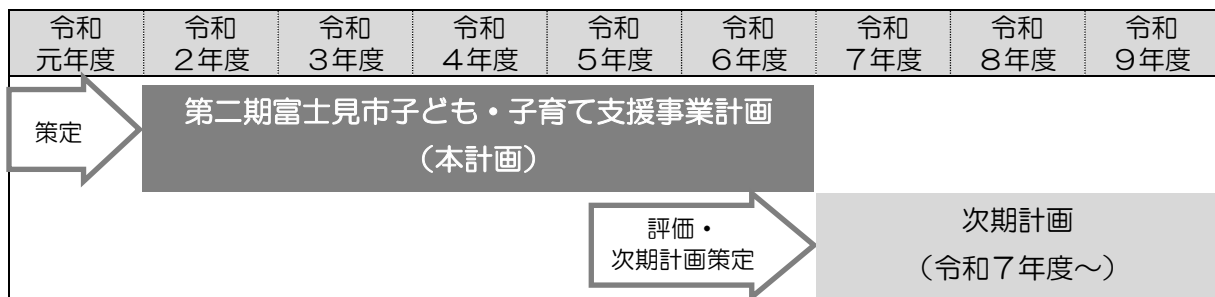 令和 令和 令和 令和 令和 令和 令和 令和 令和
元年度 2年度 3年度 4年度 5年度 6年度 7年度 8年度 9年度
策定
第二期富士見市子ども・子育て支援事業計画
（本計画）
評価・
次期計画策定
次期計画
（令和7年度～）